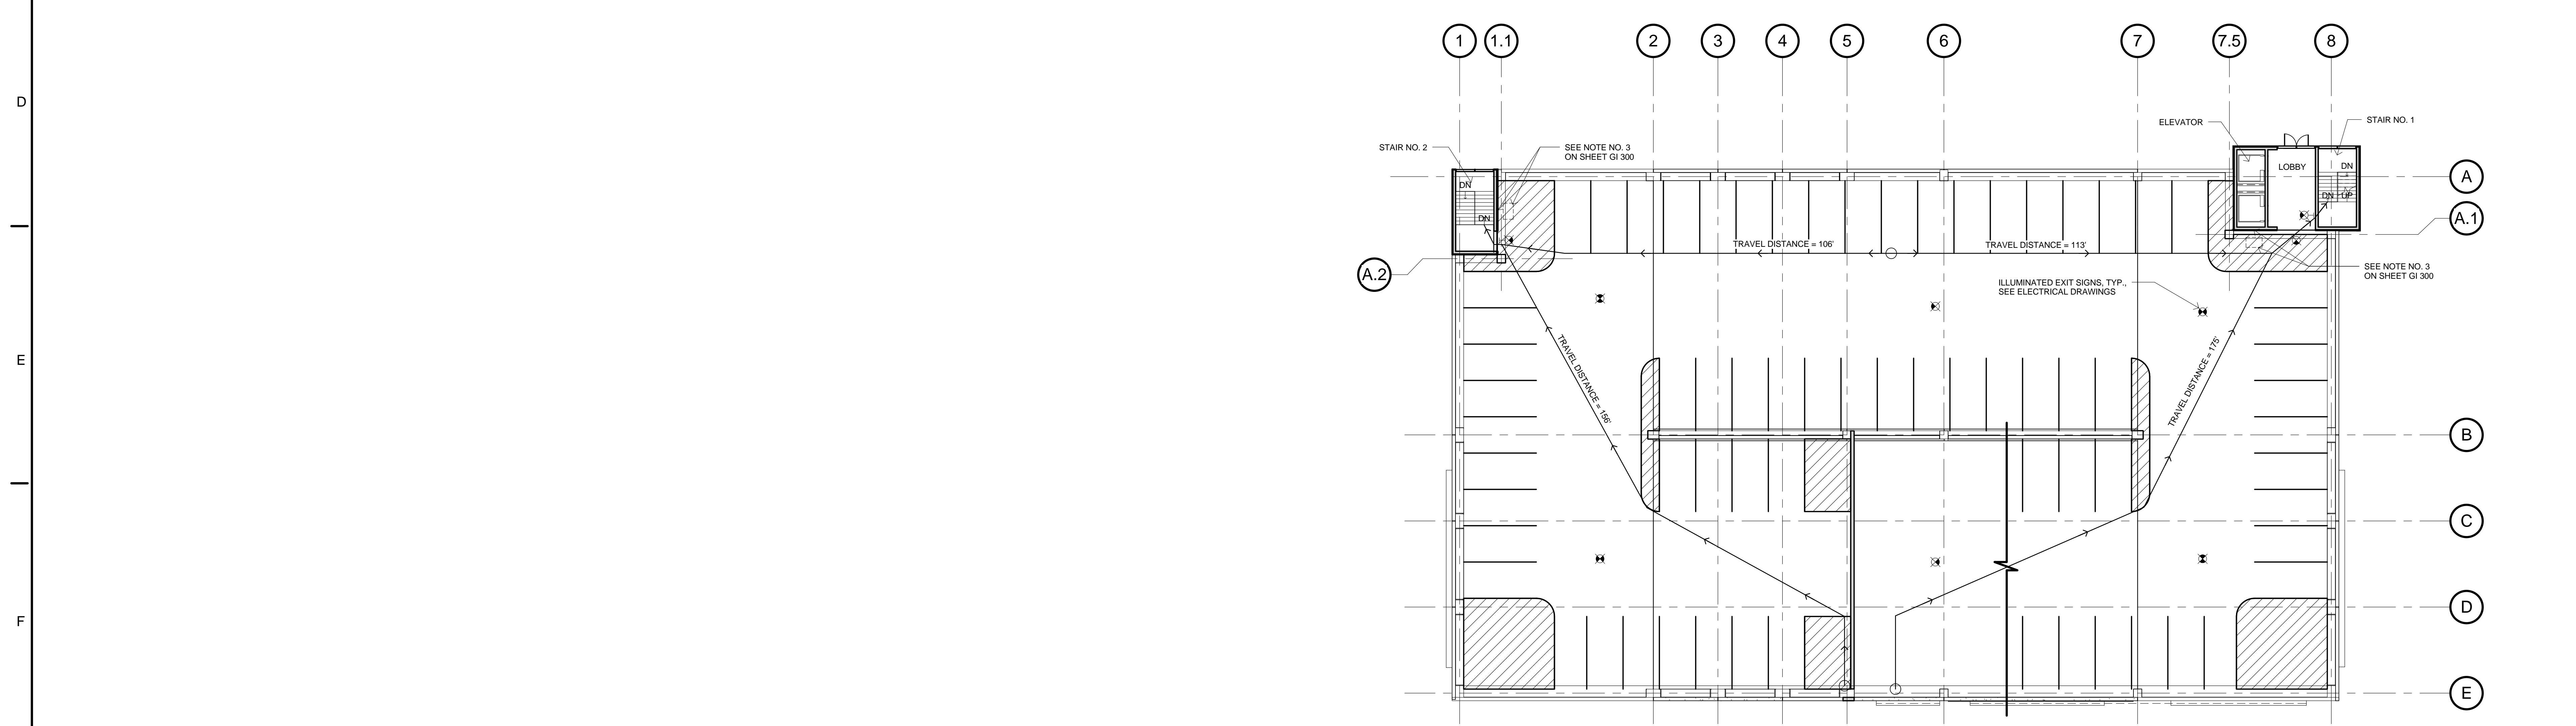 1 1.1 2 3 4 5 6 7 7.5 8
D
STAIR NO. 1
ELEVATOR
STAIR NO. 2
SEE NOTE NO. 3
ON SHEET GI 300
LOBBY
DN
A
DN
DN
DN UP
A.1
TRAVEL DISTANCE = 106'
TRAVEL DISTANCE = 113'
A.2
SEE NOTE NO. 3
ON SHEET GI 300
ILLUMINATED EXIT SIGNS, TYP.,
SEE ELECTRICAL DRAWINGS
E
TRAVEL DISTANCE = 156'
TRAVEL DISTANCE = 175'
B
C
D
F
E